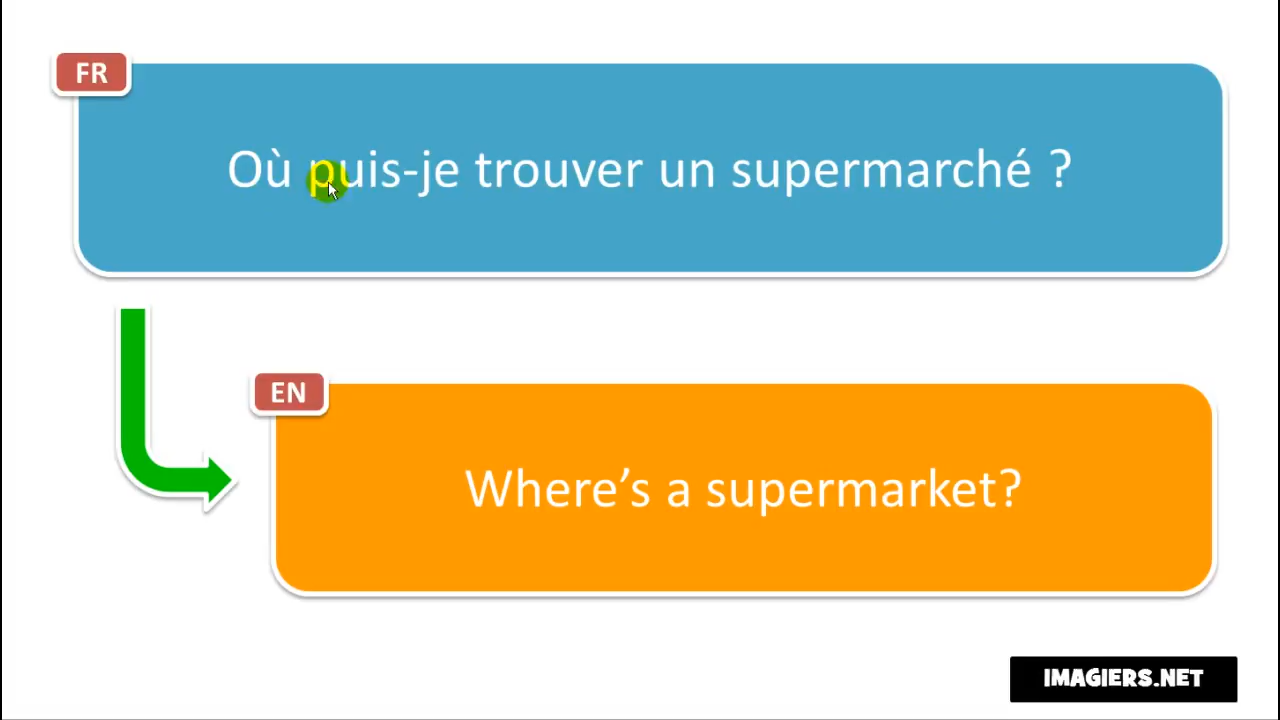 FR
Où puis-je trouver un supermarché ?
EN
Where’s a supermarket?
IMAGIERS.NET